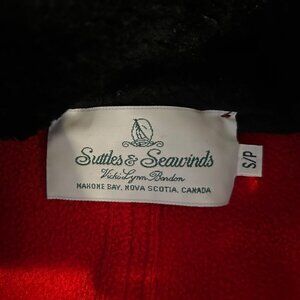 Suttles & Seawinds
Vicki Lynn Bardon
MAHONE BAY, NOVA SCOTIA, CANADA
S/P